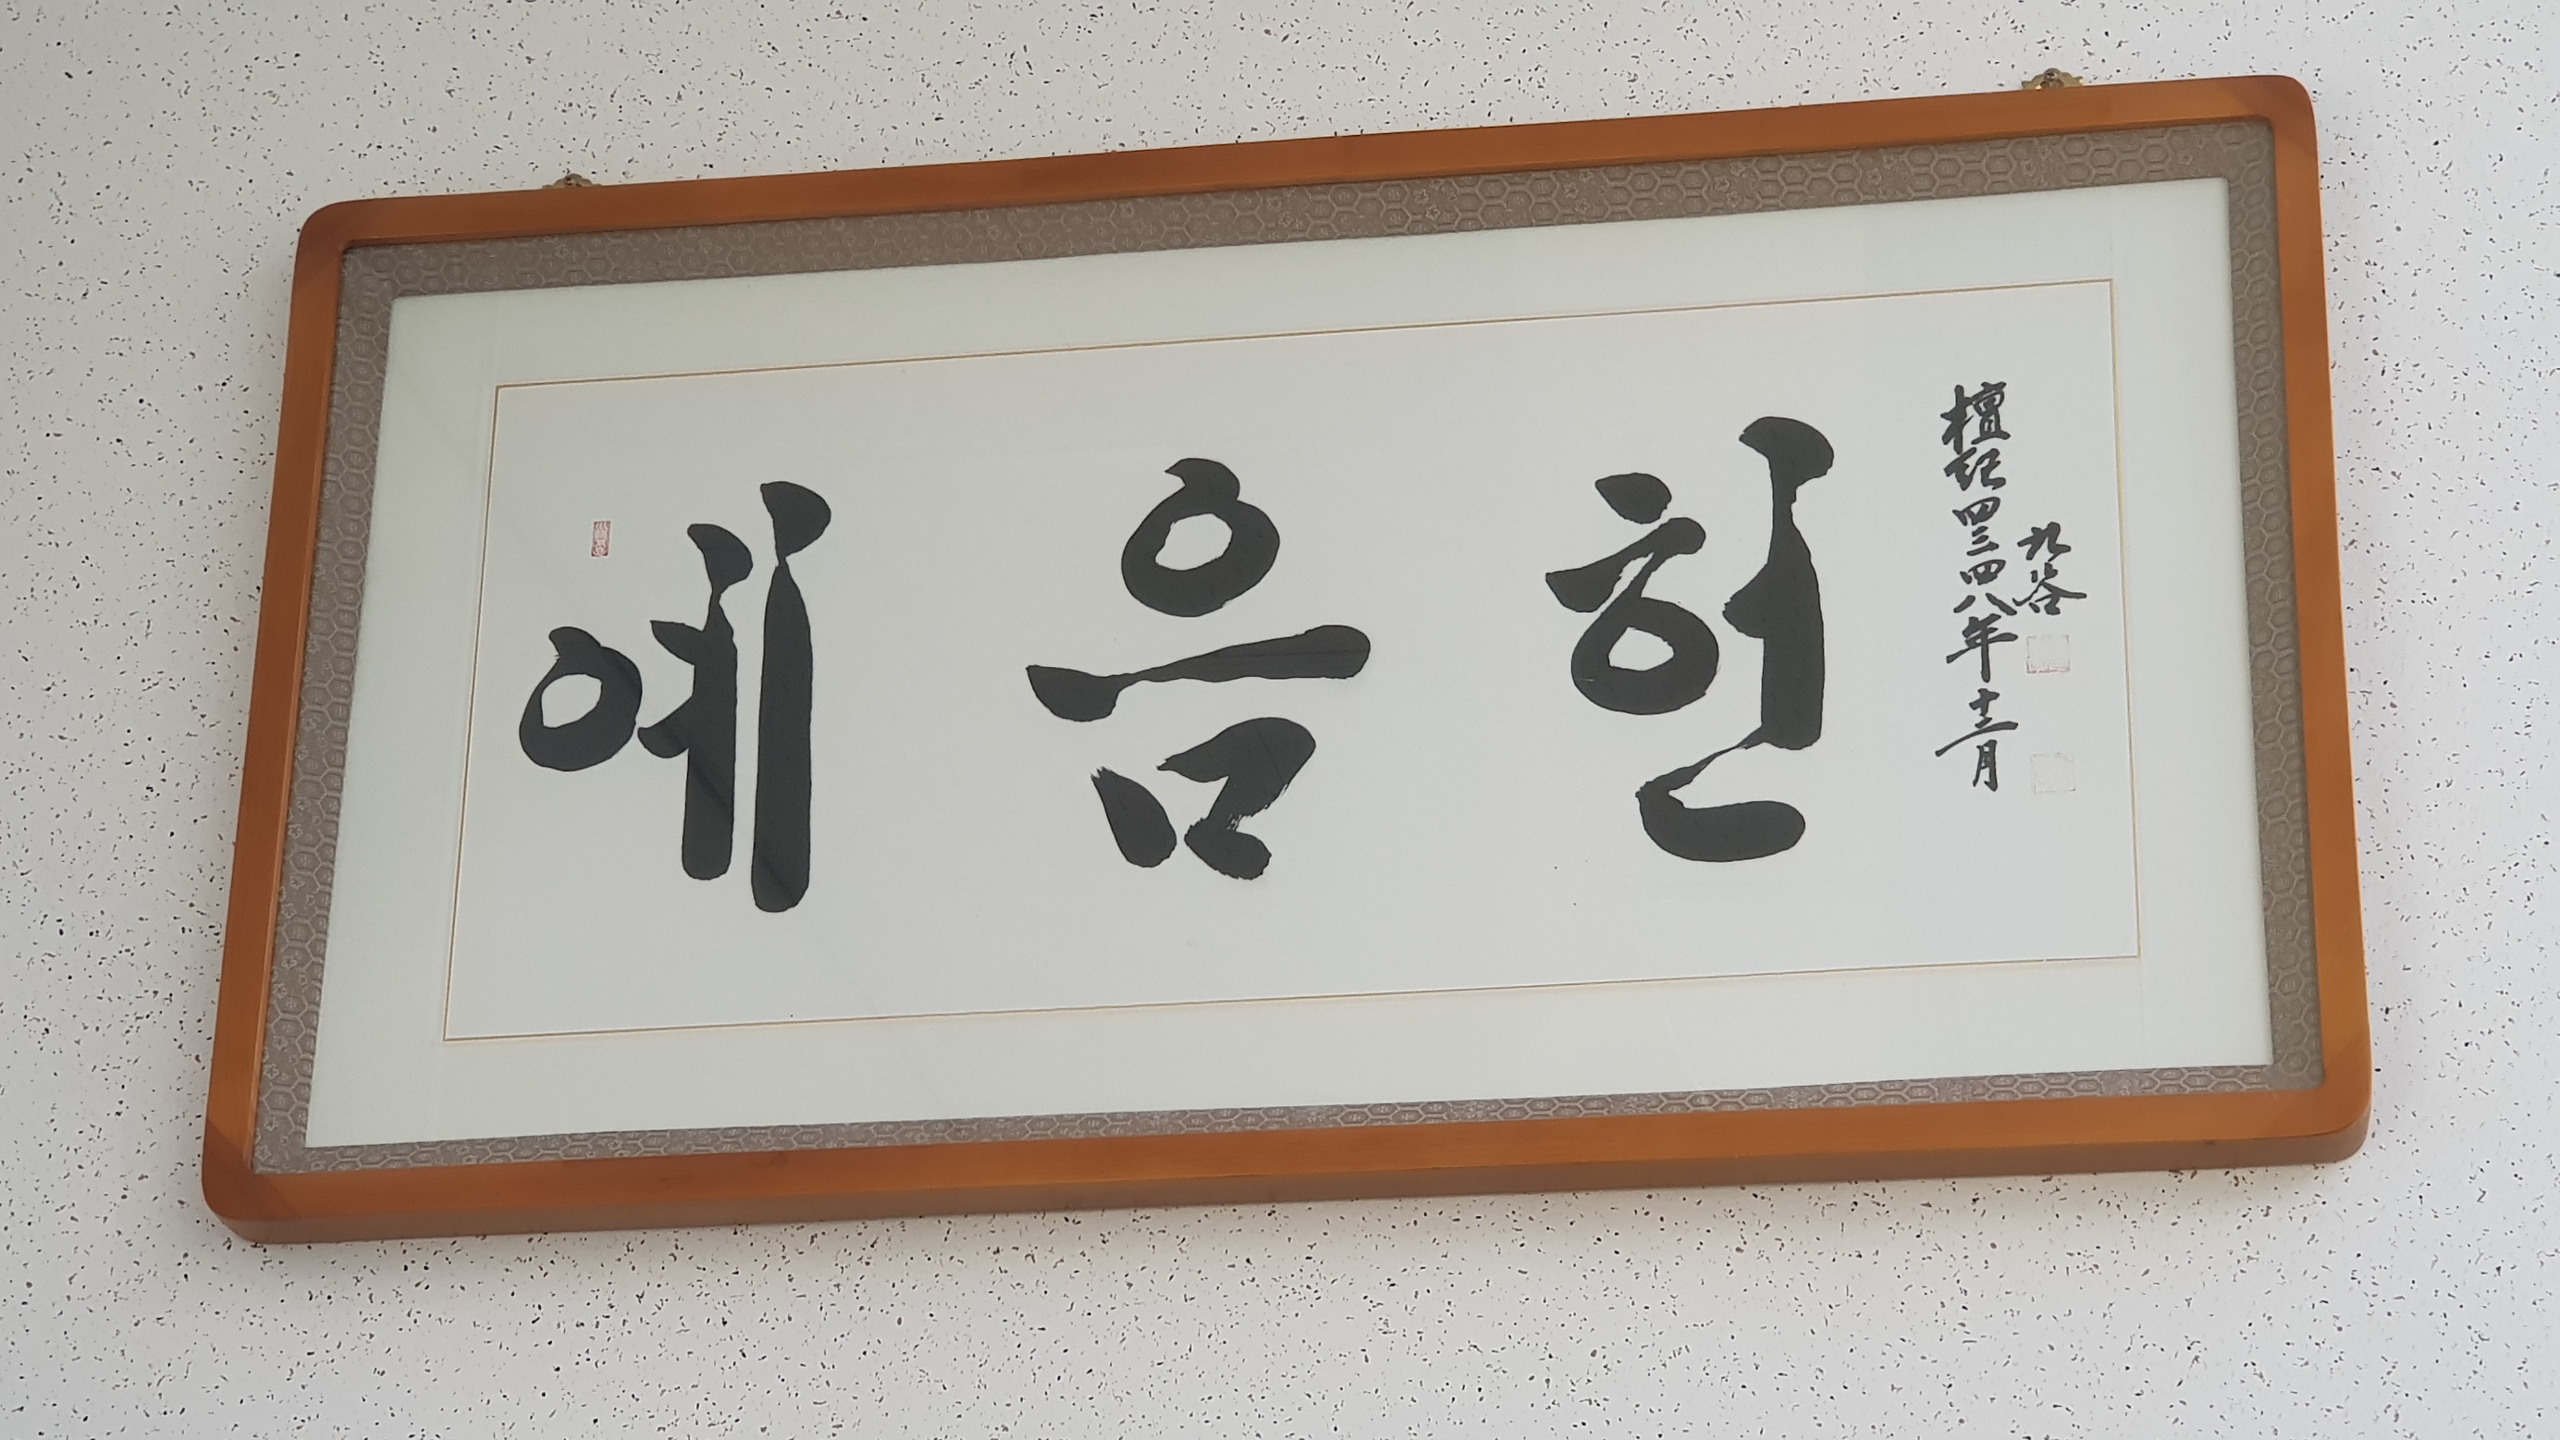 예음헌
檀紀四三四八年十二月
九谷